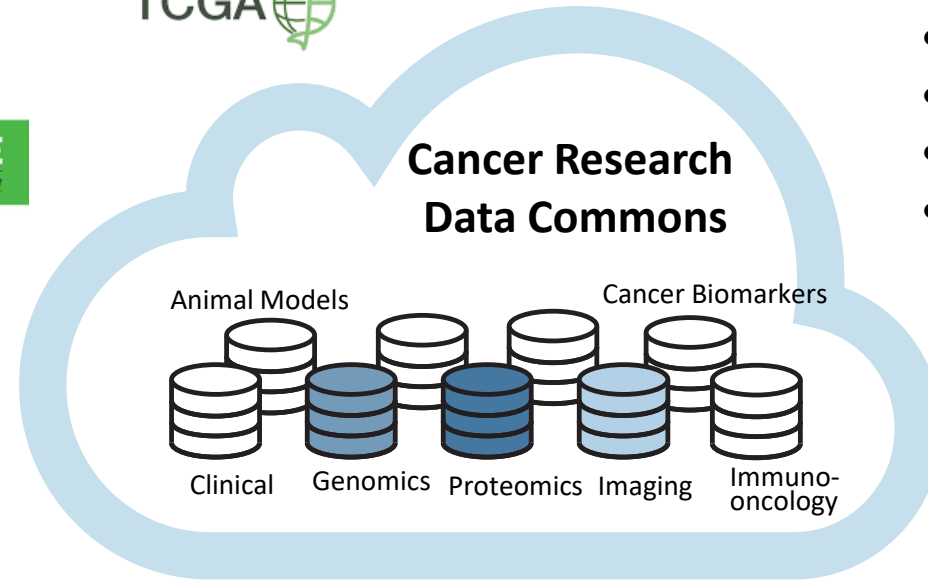 TCGA
Cancer Research
Data Commons
Animal Models
Cancer Biomarkers
Clinical
Genomics
Proteomics
Imaging
Immuno-
oncology